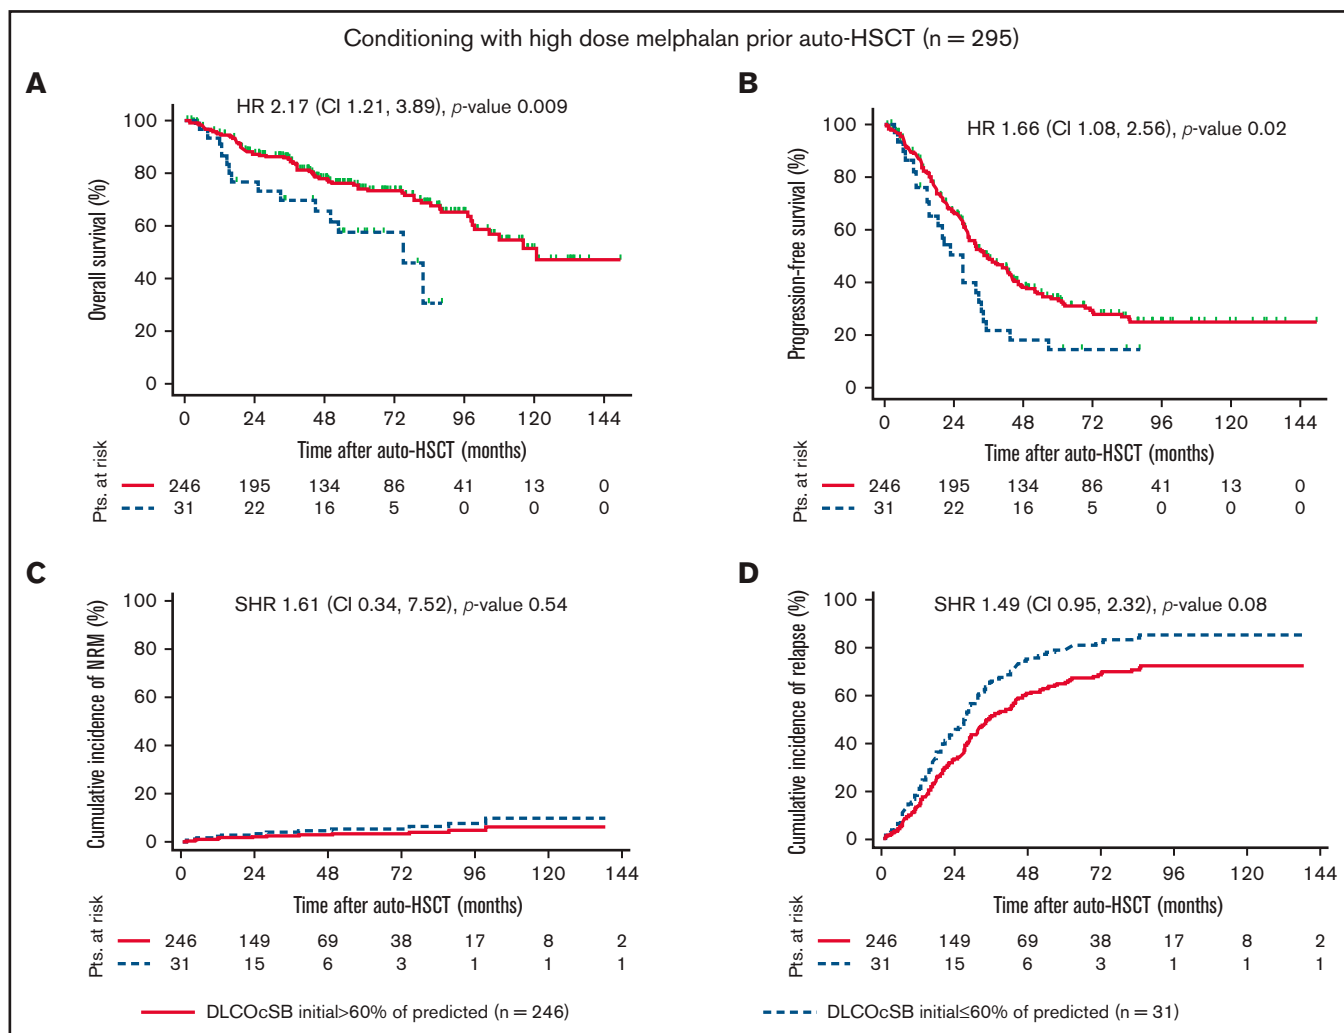 Conditioning with high dose melphalan prior auto-HSCT (n = 295)
A
HR 2.17 (CI 1.21, 3.89), p-value 0.009
Overall survival (%)
100
80
60
40
20
0
0 24 48 72 96 120 144
Time after auto-HSCT (months)
Pts. at risk
246 195 134 86 41 13 0
31 22 16 5 0 0 0
B
HR 1.66 (CI 1.08, 2.56), p-value 0.02
Progression-free survival (%)
100
80
60
40
20
0
0 24 48 72 96 120 144
Time after auto-HSCT (months)
Pts. at risk
246 195 134 86 41 13 0
31 22 16 5 0 0 0
C
SHR 1.61 (CI 0.34, 7.52), p-value 0.54
Cumulative incidence of NRM (%)
100
80
60
40
20
0
0 24 48 72 96 120 144
Time after auto-HSCT (months)
Pts. at risk
246 149 69 38 17 8 2
31 15 6 3 1 1 1
D
SHR 1.49 (CI 0.95, 2.32), p-value 0.08
Cumulative incidence of relapse (%)
100
80
60
40
20
0
0 24 48 72 96 120 144
Time after auto-HSCT (months)
Pts. at risk
246 149 69 38 17 8 2
31 15 6 3 1 1 1
DLCOcSB initial>60% of predicted (n = 246)
DLCOcSB initial≤60% of predicted (n = 31)